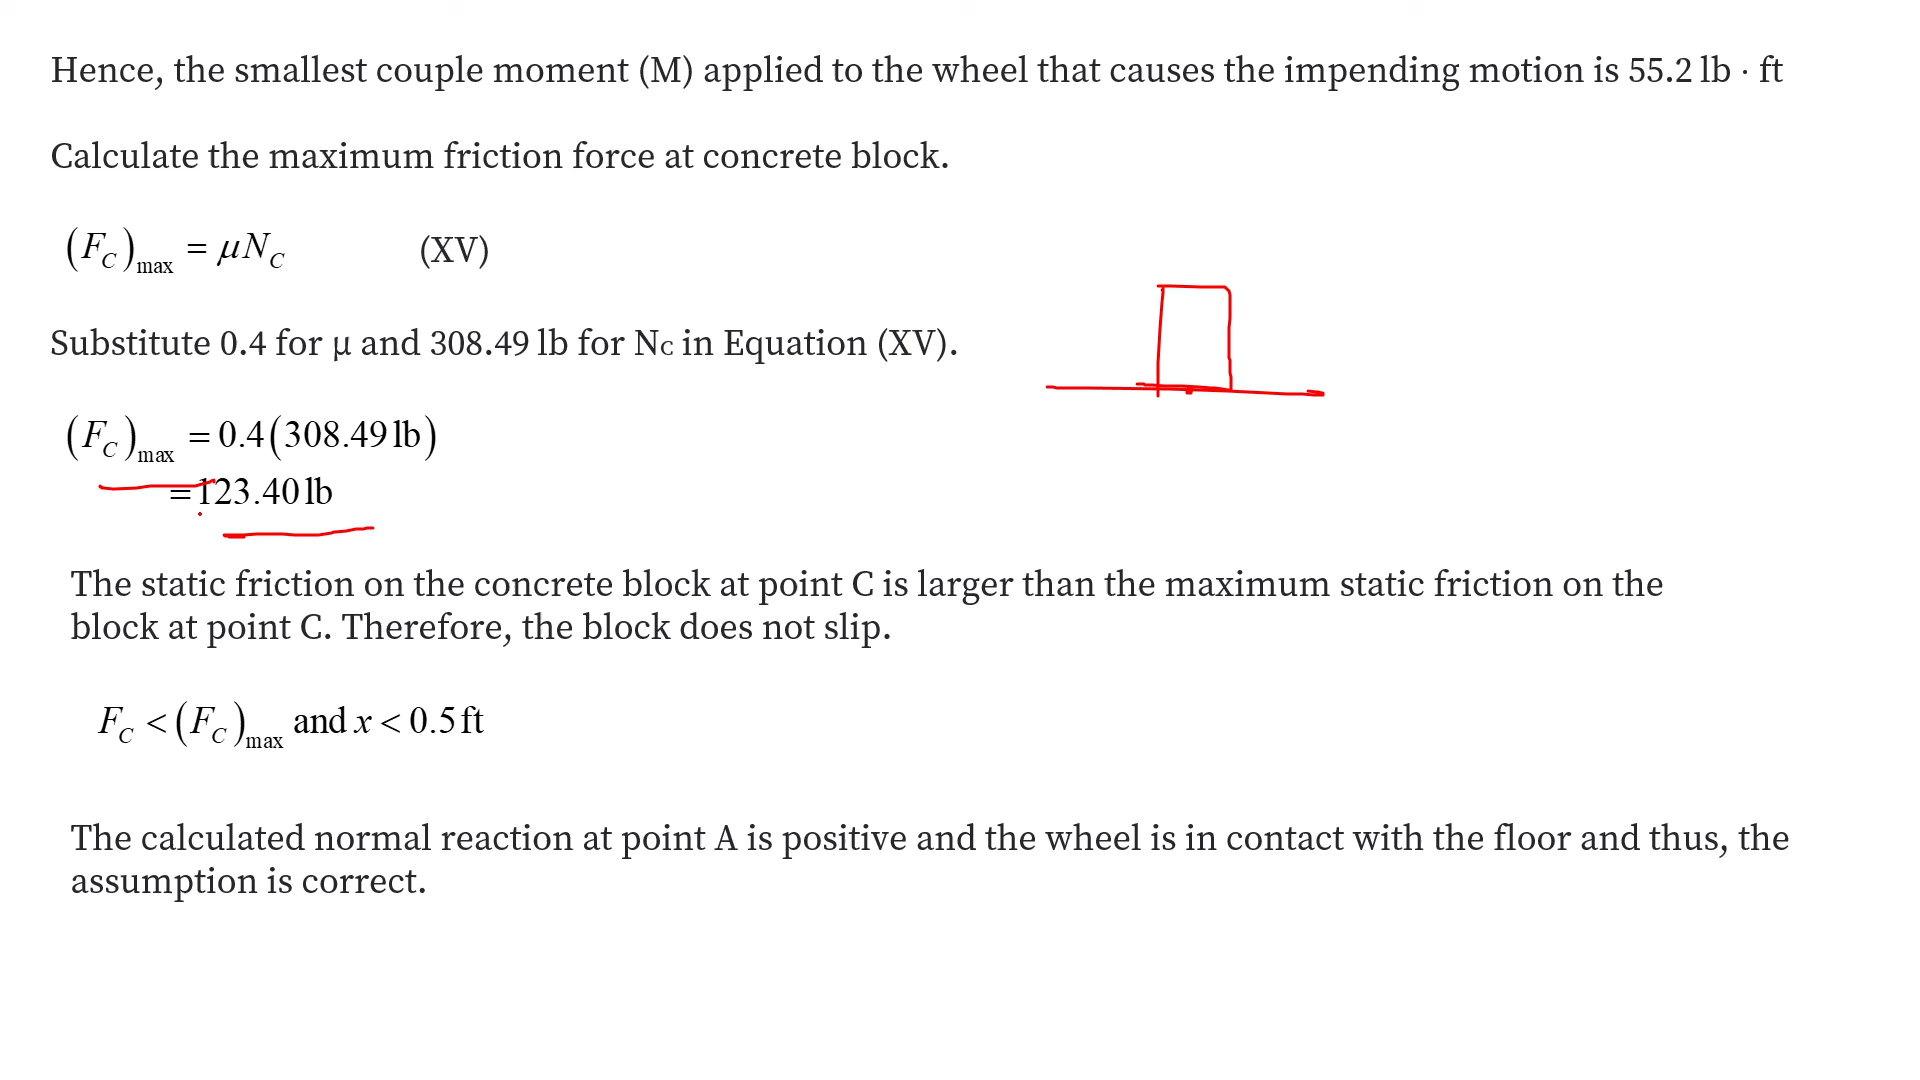 Hence, the smallest couple moment (M) applied to the wheel that causes the impending motion is 55.2 lb · ft
Calculate the maximum friction force at concrete block.
(F_C)_max = μN_C (XV)
Substitute 0.4 for μ and 308.49 lb for N_C in Equation (XV).
(F_C)_max = 0.4(308.49 lb)
= 123.40 lb
The static friction on the concrete block at point C is larger than the maximum static friction on the
block at point C. Therefore, the block does not slip.
F_C < (F_C)_max and x < 0.5 ft
The calculated normal reaction at point A is positive and the wheel is in contact with the floor and thus, the
assumption is correct.